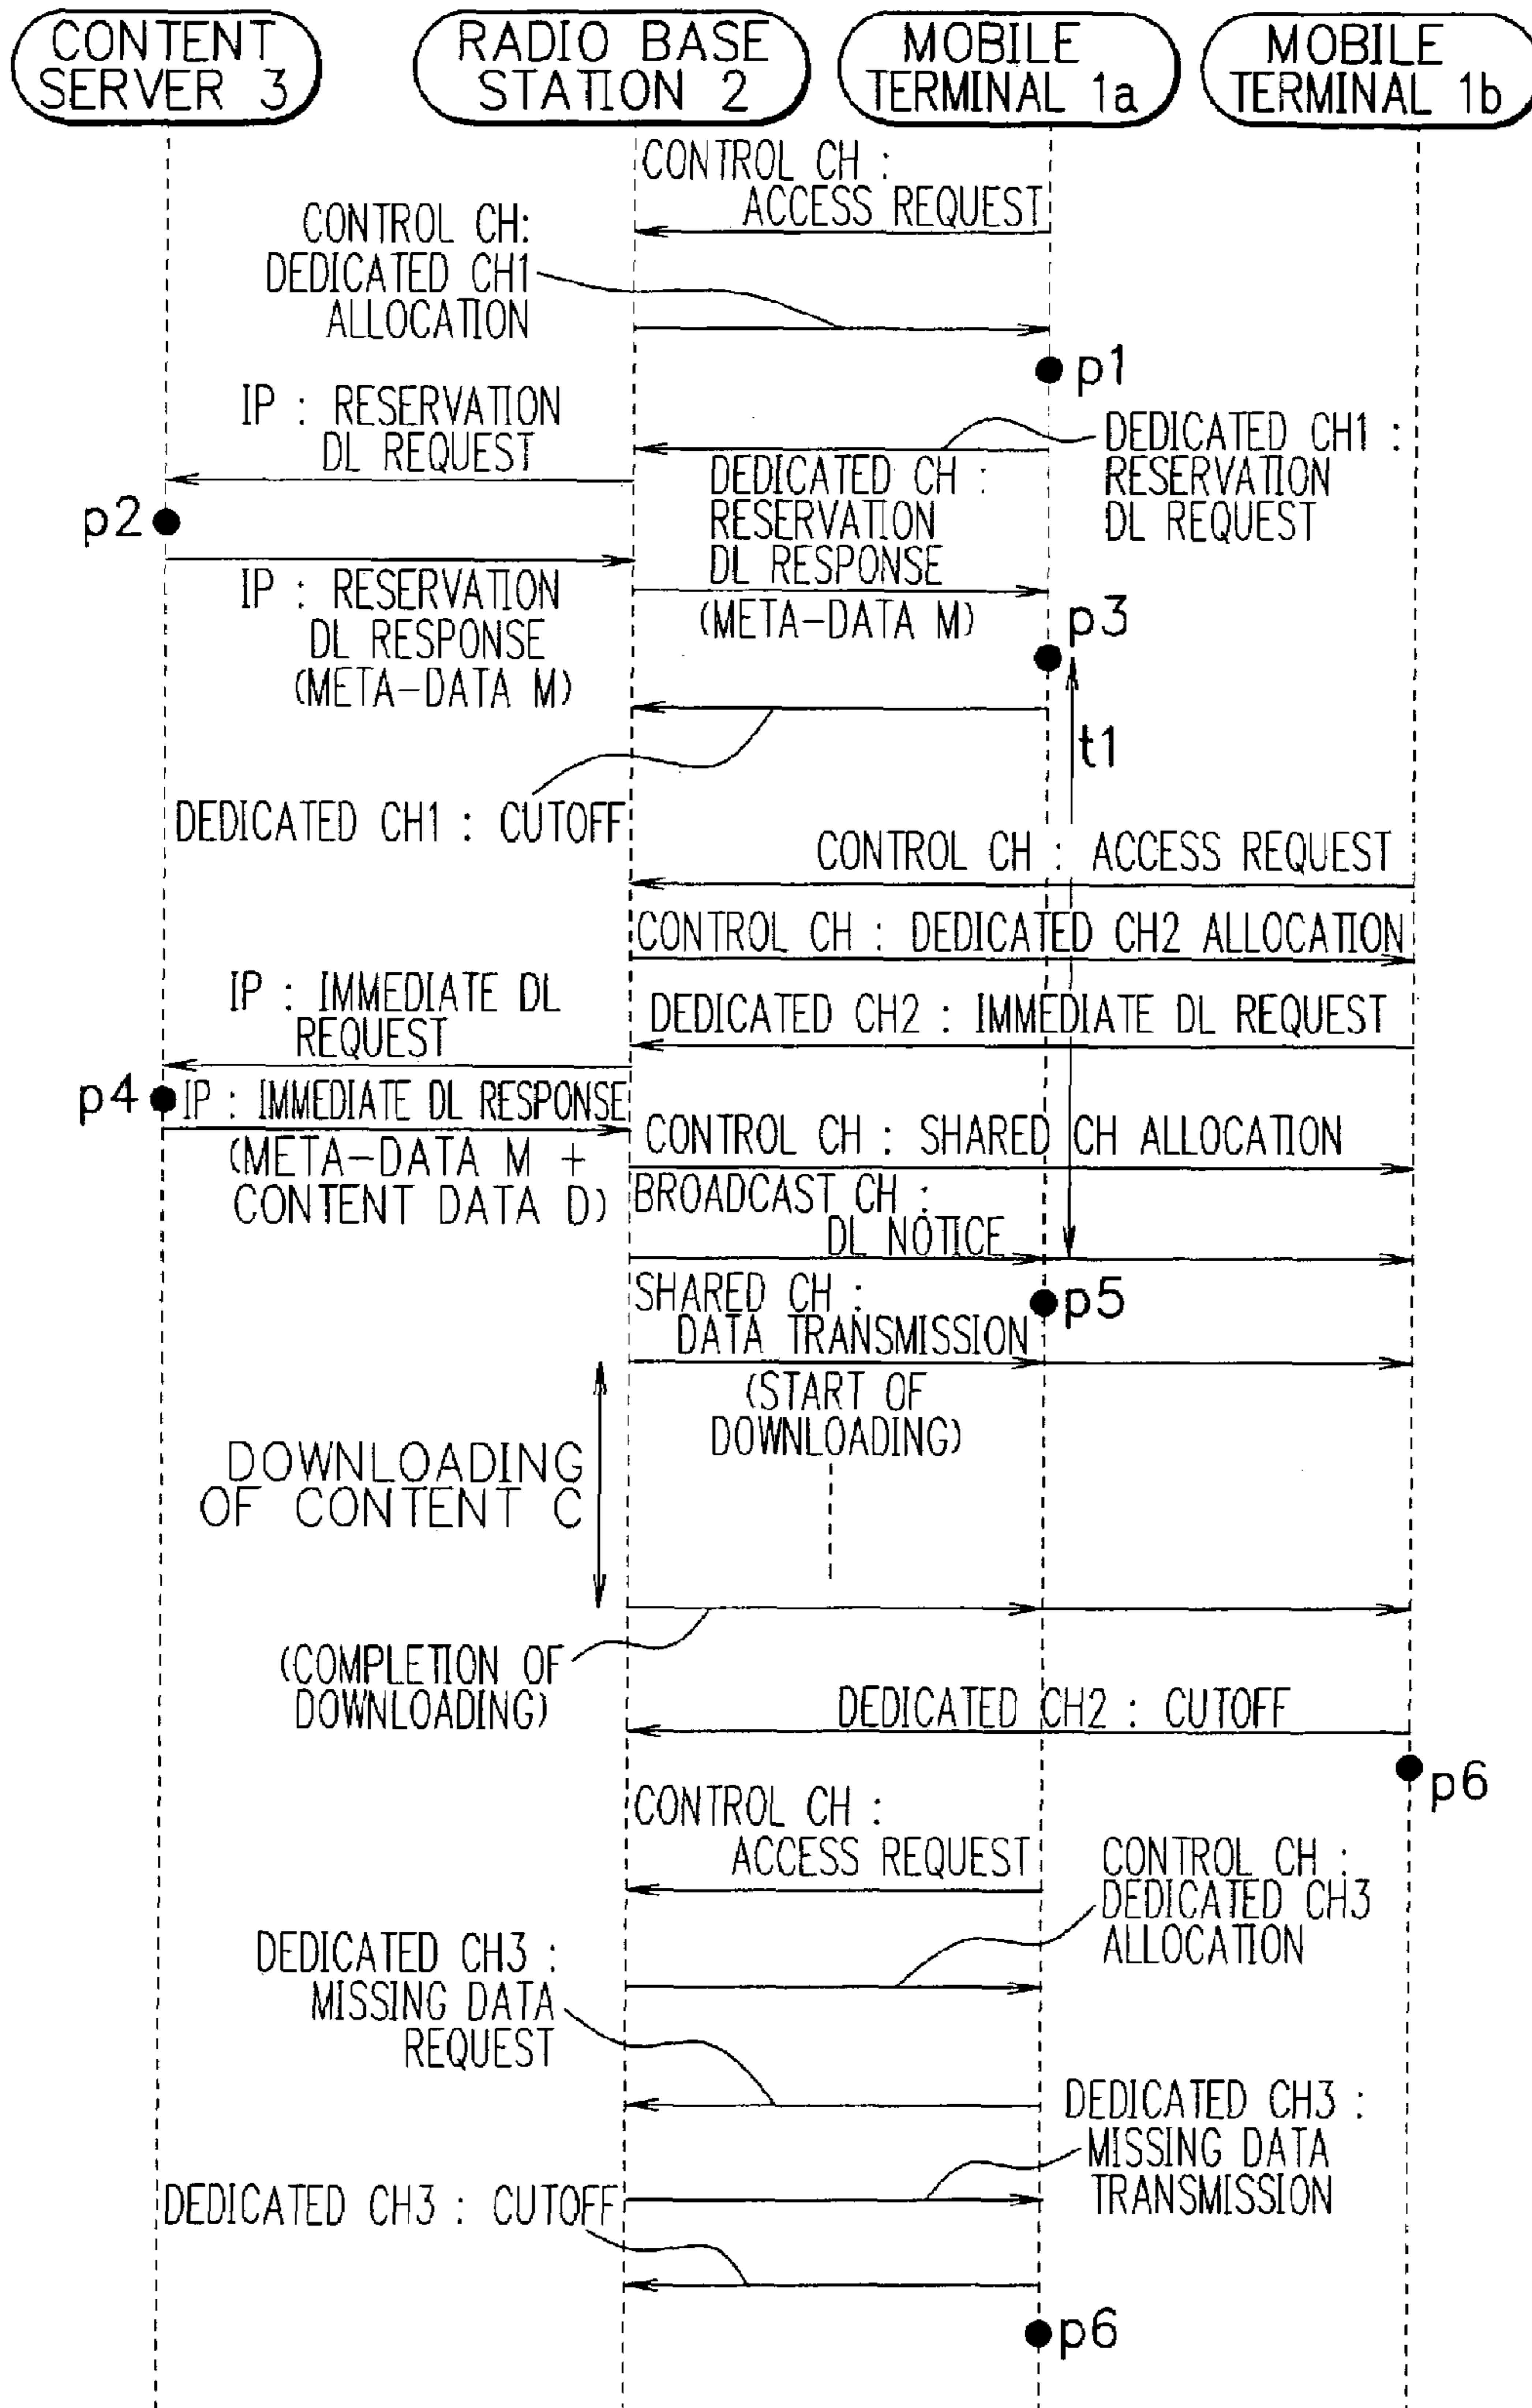 CONTENT
SERVER 3
RADIO BASE
STATION 2
MOBILE
TERMINAL 1a
MOBILE
TERMINAL 1b
CONTROL CH :
ACCESS REQUEST
CONTROL CH:
DEDICATED CH1
ALLOCATION
p1
IP : RESERVATION
DL REQUEST
DEDICATED CH1 :
RESERVATION
DL REQUEST
p2
DEDICATED CH :
RESERVATION
DL RESPONSE
(META-DATA M)
IP : RESERVATION
DL RESPONSE
(META-DATA M)
p3
t1
DEDICATED CH1 : CUTOFF
CONTROL CH : ACCESS REQUEST
CONTROL CH : DEDICATED CH2 ALLOCATION
IP : IMMEDIATE DL
REQUEST
DEDICATED CH2 : IMMEDIATE DL REQUEST
p4
IP : IMMEDIATE DL RESPONSE
(META-DATA M +
CONTENT DATA D)
CONTROL CH : SHARED CH ALLOCATION
BROADCAST CH :
DL NOTICE
p5
SHARED CH :
DATA TRANSMISSION
(START OF
DOWNLOADING)
DOWNLOADING
OF CONTENT C
(COMPLETION OF
DOWNLOADING)
DEDICATED CH2 : CUTOFF
p6
CONTROL CH :
ACCESS REQUEST
CONTROL CH :
DEDICATED CH3
ALLOCATION
DEDICATED CH3 :
MISSING DATA
REQUEST
DEDICATED CH3 :
MISSING DATA
TRANSMISSION
DEDICATED CH3 : CUTOFF
p6